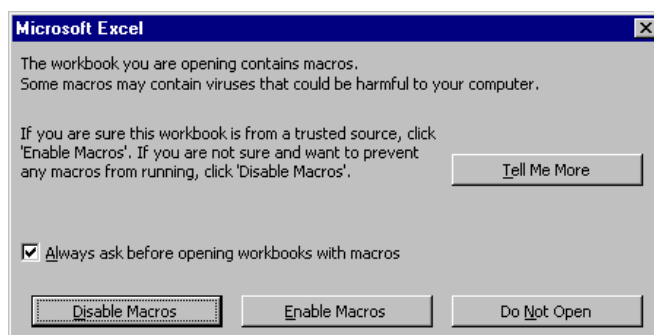 Microsoft Excel
The workbook you are opening contains macros.
Some macros may contain viruses that could be harmful to your computer.
If you are sure this workbook is from a trusted source, click
'Enable Macros'. If you are not sure and want to prevent
any macros from running, click 'Disable Macros'.
Tell Me More
Always ask before opening workbooks with macros
Disable Macros
Enable Macros
Do Not Open